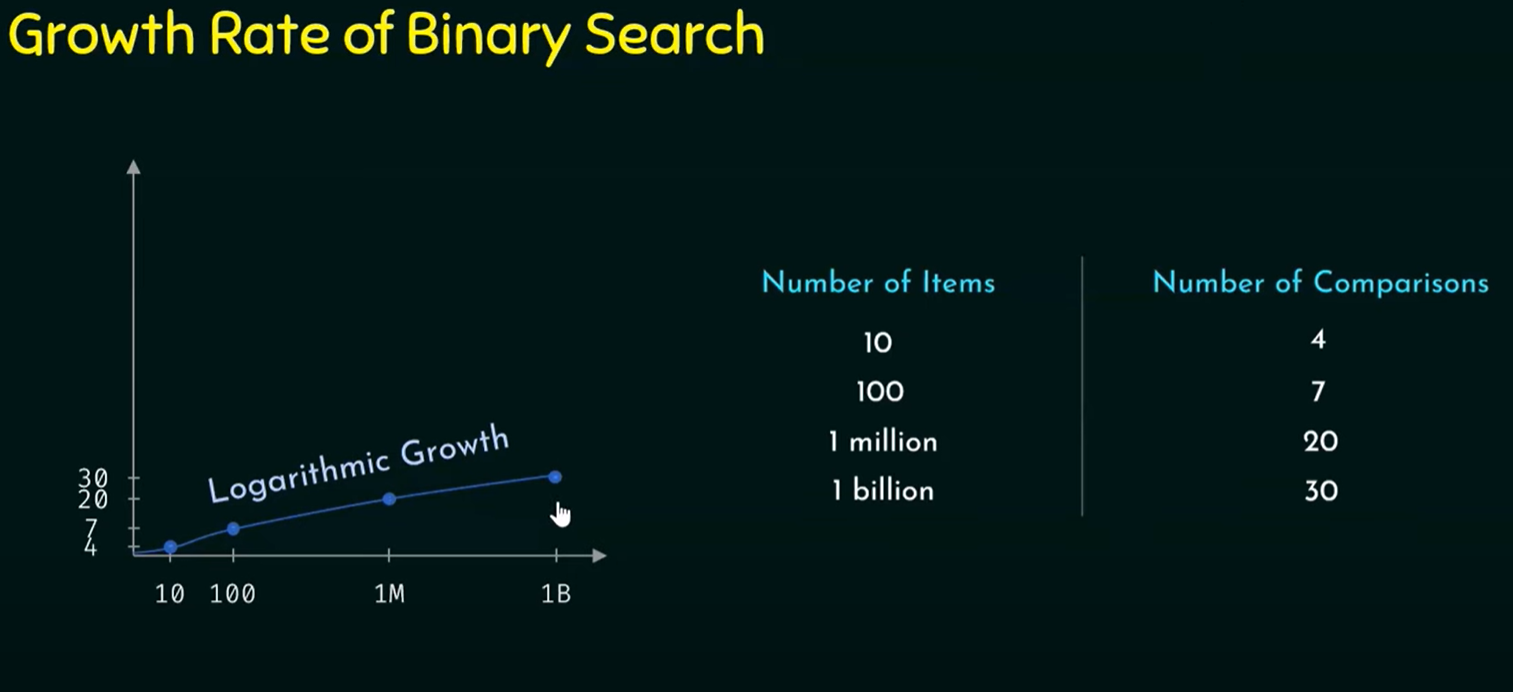 Growth Rate of Binary Search
Number of Items Number of Comparisons
10 4
100 7
1 million 20
1 billion 30
Logarithmic Growth
30
20
7
4
10 100 1M 1B